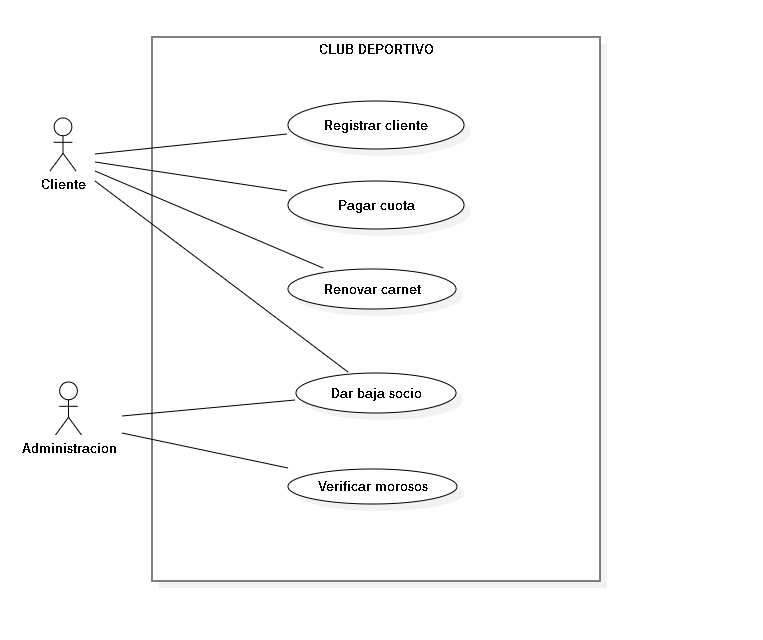 CLUB DEPORTIVO
Registrar cliente
Cliente
Pagar cuota
Renovar carnet
Dar baja socio
Administracion
Verificar morosos